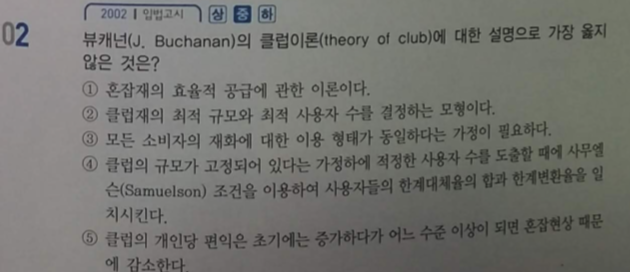 2002 | 입법고시 상 중 하
02
뷰캐넌(J. Buchanan)의 클럽이론(theory of club)에 대한 설명으로 가장 옳지
않은 것은?
① 혼잡재의 효율적 공급에 관한 이론이다.
② 클럽재의 최적 규모와 최적 사용자 수를 결정하는 모형이다.
③ 모든 소비자의 재화에 대한 이용 형태가 동일하다는 가정이 필요하다.
④ 클럽의 규모가 고정되어 있다는 가정하에 적정한 사용자 수를 도출할 때에 사무엘
슨(Samuelson) 조건을 이용하여 사용자들의 한계대체율의 합과 한계변환율을 일
치시킨다.
⑤ 클럽의 개인당 편익은 초기에는 증가하다가 어느 수준 이상이 되면 혼잡현상 때문
에 감소한다.